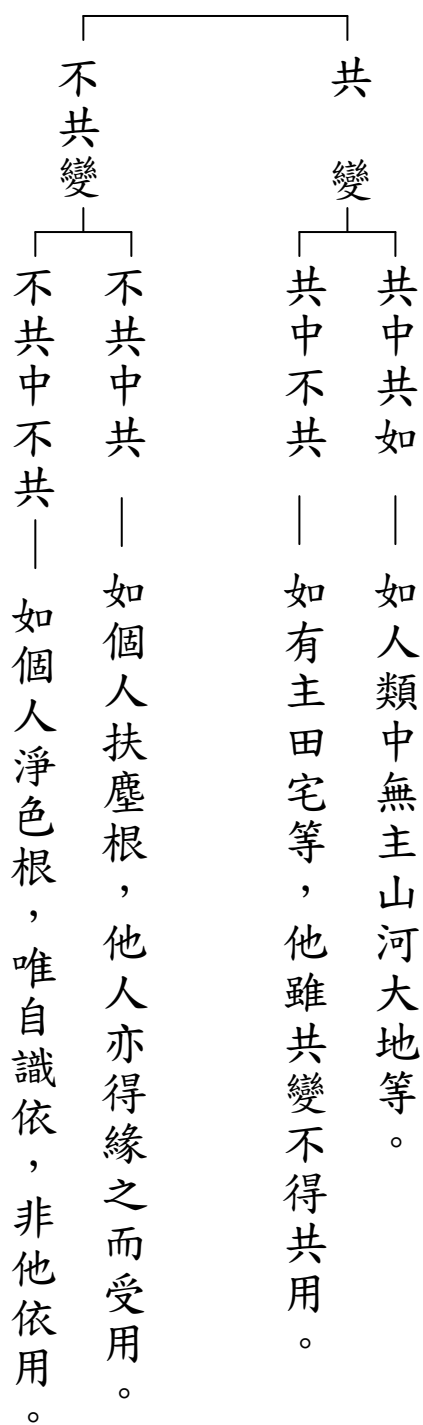 共變
共中共如 — 如人類中無主山河大地等。
共中不共 — 如有主田宅等，他雖共變不得共用。
不共變
不共中共 — 如個人扶塵根，他人亦得緣之而受用。
不共中不共 — 如個人淨色根，唯自識依，非他依用。